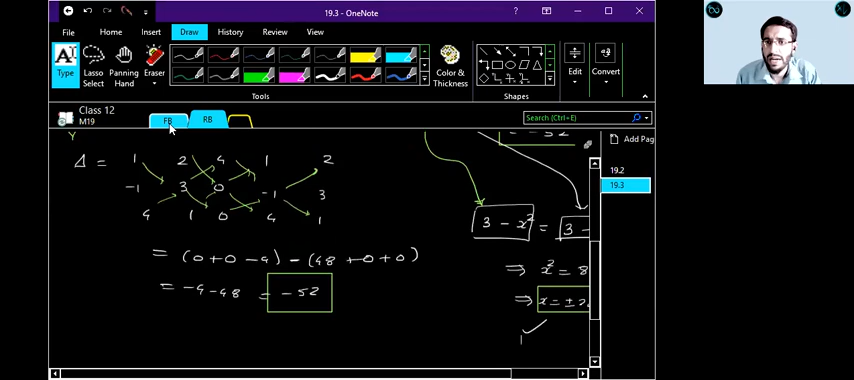 19.3 - OneNote
File Home Insert Draw History Review View
Type
Lasso Select
Panning Hand
Eraser
Color & Thickness
Edit
Convert
Tools
Shapes
Class 12
M19
FB
RB
Search (Ctrl+E)
Add Pag
19.2
19.3
Y
Δ = 1 2 4 1 2
-1 3 0 -1 3
4 1 0 4 1
= (0+0-4) - (48+0+0)
= -4-48 = -52
= -52
3 - x² = 3 -
⇒ x² = 8
⇒ x = ± 2